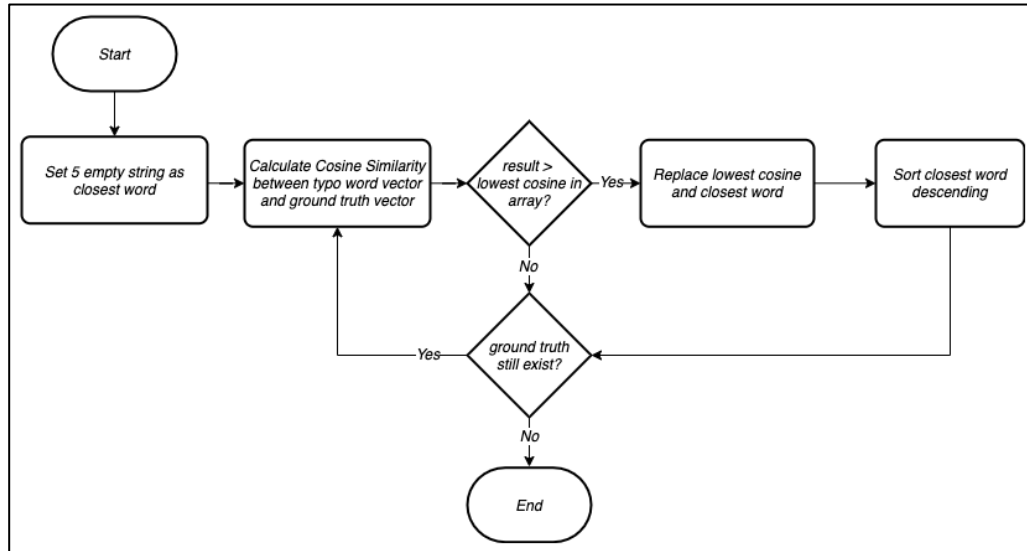 Start
Set 5 empty string as
closest word
Calculate Cosine Similarity
between typo word vector
and ground truth vector
result >
lowest cosine in
array?
Yes
Replace lowest cosine
and closest word
Sort closest word
descending
No
ground truth
still exist?
Yes
No
End